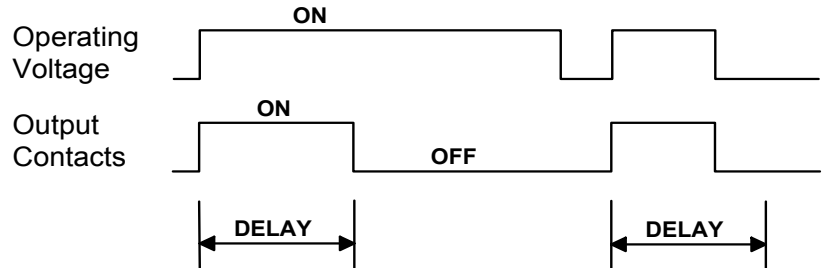 ON
Operating
Voltage
ON
Output
Contacts
OFF
DELAY
DELAY